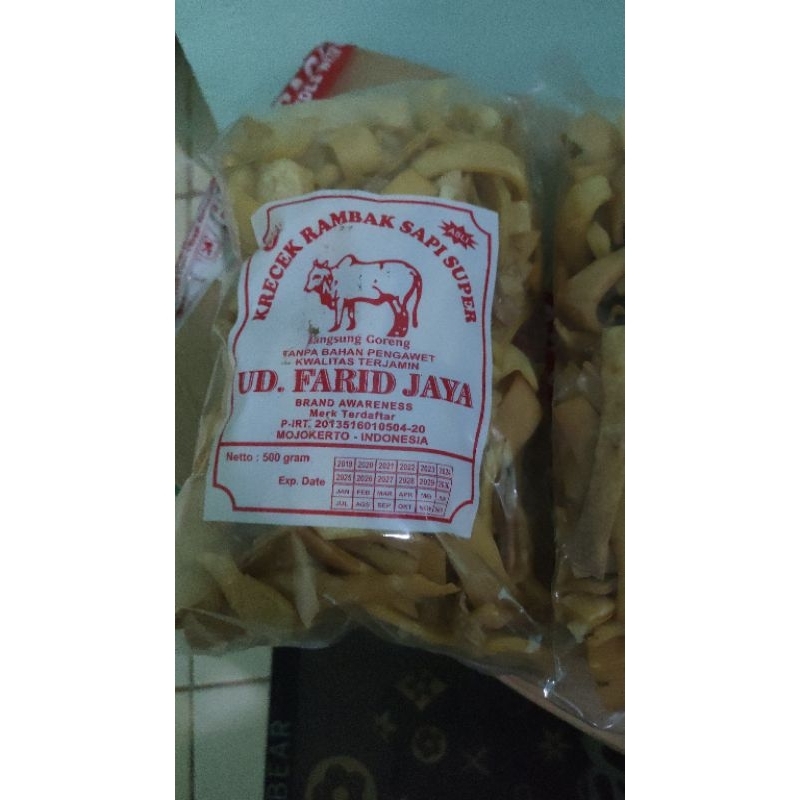 KRECEK RAMBAK SAPI SUPER
ASLI
Langsung Goreng
TANPA BAHAN PENGAWET
KWALITAS TERJAMIN
UD. FARID JAYA
BRAND AWARENESS
Merk Terdaftar
P-IRT. 2013516010504-20
MOJOKERTO - INDONESIA
Netto : 500 gram
Exp. Date
2019 2020 2021 2022 2023
2025 2026 2027 2028 2029
JAN FEB MAR APR
JUL AGS SEP OKT
BEAR